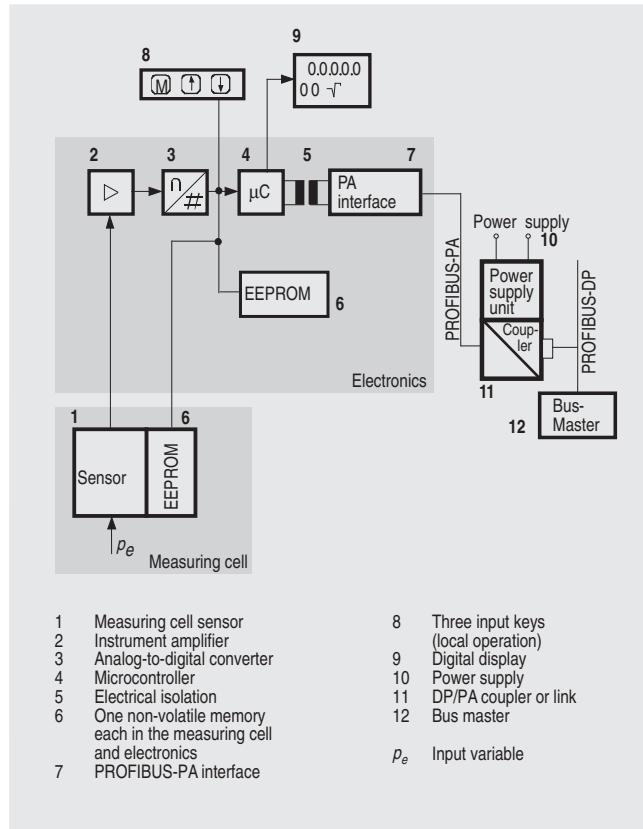 9
8
0.0.0.0.0
0 0 √
M ↑ ↓
2
3
4
5
7
∩
#
µC
PA
interface
Power supply
10
EEPROM
6
PROFIBUS-PA
Power
supply
unit
PROFIBUS-DP
Coup-
ler
Electronics
11
1
6
12
Bus-
Master
Sensor
EEPROM
pe
Measuring cell
1 Measuring cell sensor
2 Instrument amplifier
3 Analog-to-digital converter
4 Microcontroller
5 Electrical isolation
6 One non-volatile memory
each in the measuring cell
and electronics
7 PROFIBUS-PA interface
8 Three input keys
(local operation)
9 Digital display
10 Power supply
11 DP/PA coupler or link
12 Bus master
pe Input variable